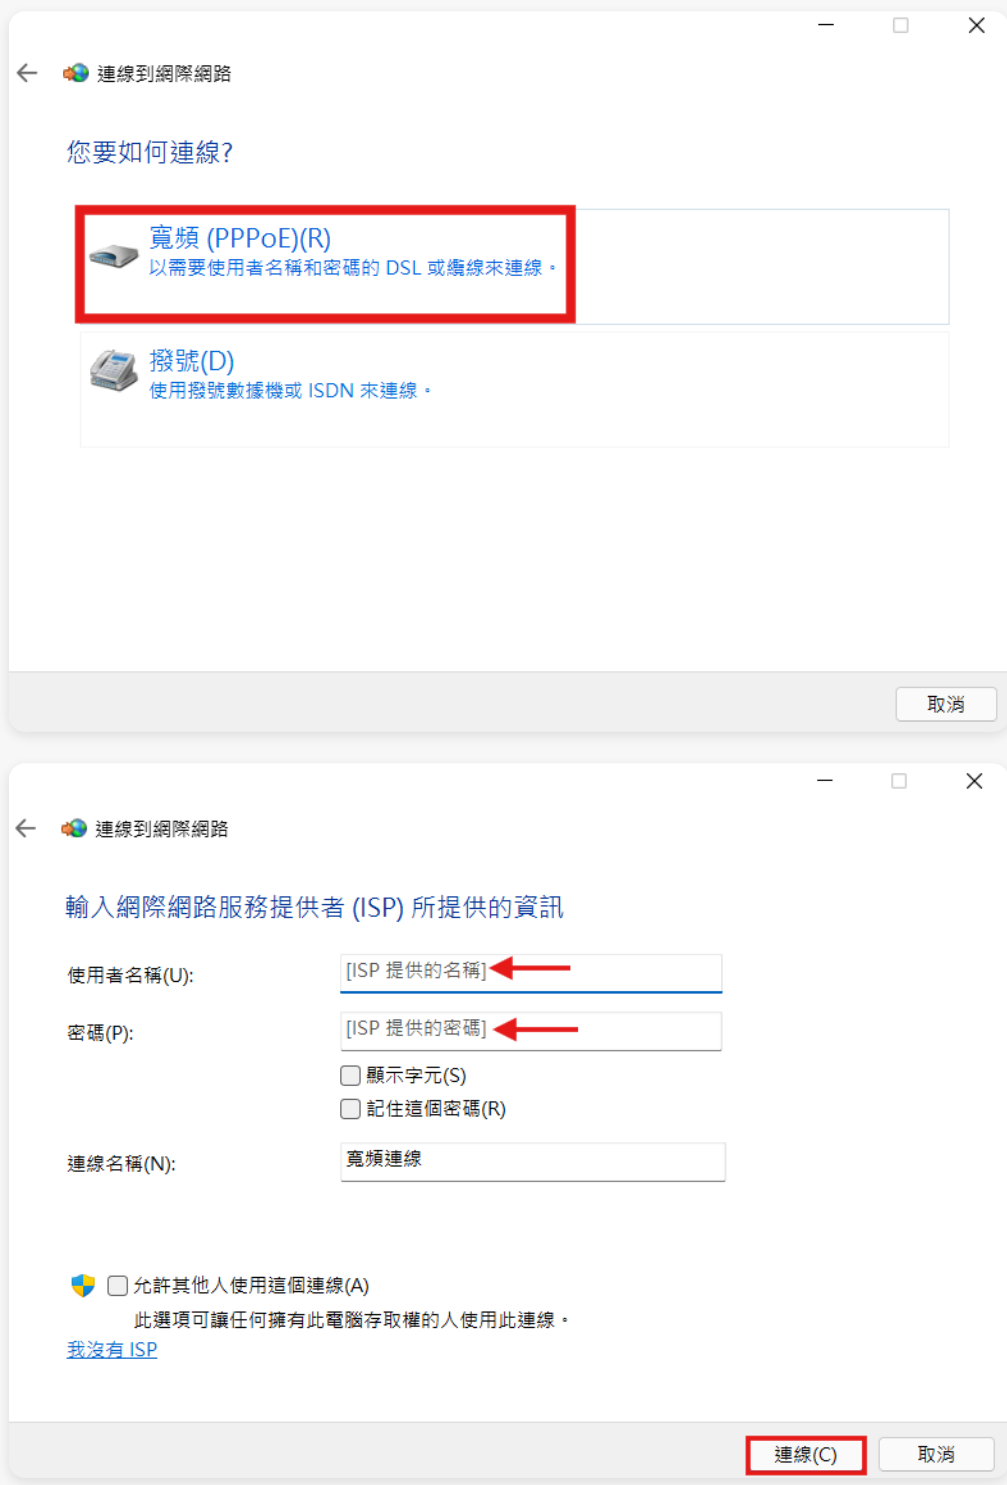 連線到網際網路
您要如何連線?
寬頻 (PPPoE)(R)
以需要使用者名稱和密碼的 DSL 或纜線來連線。
撥號(D)
使用撥號數據機或 ISDN 來連線。
取消
連線到網際網路
輸入網際網路服務提供者 (ISP) 所提供的資訊
使用者名稱(U):
[ISP 提供的名稱]
密碼(P):
[ISP 提供的密碼]
顯示字元(S)
記住這個密碼(R)
連線名稱(N):
寬頻連線
允許其他人使用這個連線(A)
此選項可讓任何擁有此電腦存取權的人使用此連線。
我沒有 ISP
連線(C)
取消